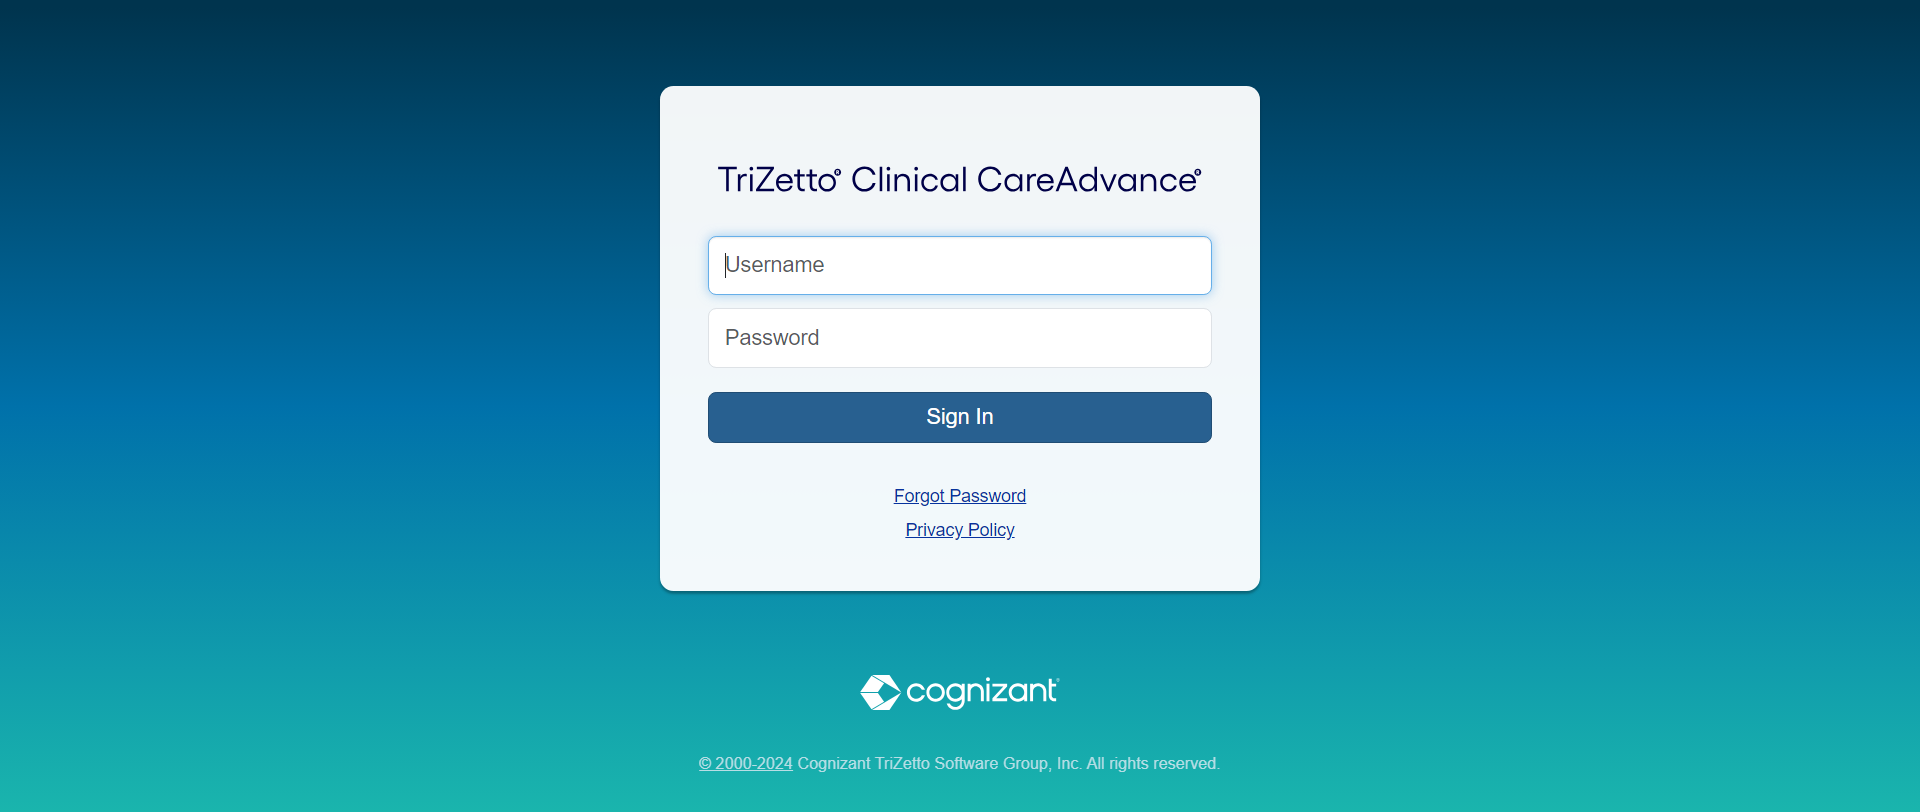 TriZetto® Clinical CareAdvance®
Username
Password
Sign In
Forgot Password
Privacy Policy
cognizant
© 2000-2024 Cognizant TriZetto Software Group, Inc. All rights reserved.